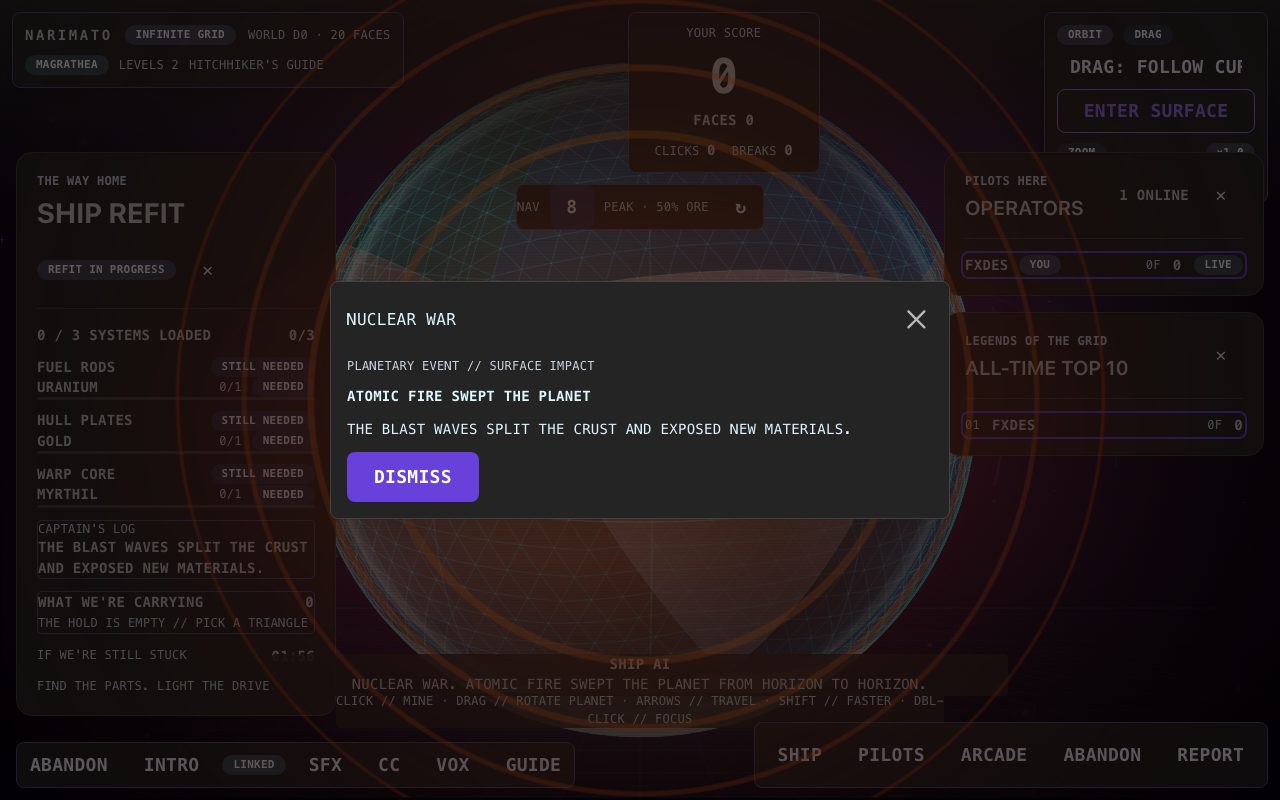 NARIMATO INFINITE GRID WORLD D0 · 20 FACES
MAGRATHEA LEVELS 2 HITCHHIKER'S GUIDE
YOUR SCORE
0
FACES 0
CLICKS 0 BREAKS 0
ORBIT DRAG
DRAG: FOLLOW
ENTER SURFACE
ZOOM ×1.0
NAV 8 PEAK · 50% ORE ↻
THE WAY HOME
SHIP REFIT
REFIT IN PROGRESS ×
0 / 3 SYSTEMS LOADED 0/3
FUEL RODS STILL NEEDED
URANIUM 0/1 NEEDED
HULL PLATES STILL NEEDED
GOLD 0/1 NEEDED
WARP CORE STILL NEEDED
MYRTHIL 0/1 NEEDED
CAPTAIN'S LOG
THE BLAST WAVES SPLIT THE CRUST
AND EXPOSED NEW MATERIALS.
WHAT WE'RE CARRYING 0
THE HOLD IS EMPTY // PICK A TRIANGLE
IF WE'RE STILL STUCK 01:56
FIND THE PARTS. LIGHT THE DRIVE
NUCLEAR WAR
PLANETARY EVENT // SURFACE IMPACT
ATOMIC FIRE SWEPT THE PLANET
THE BLAST WAVES SPLIT THE CRUST AND EXPOSED NEW MATERIALS.
DISMISS
PILOTS HERE
OPERATORS 1 ONLINE ×
FXDES YOU 0F 0 LIVE
LEGENDS OF THE GRID
ALL-TIME TOP 10 ×
01 FXDES 0F 0
SHIP AI
NUCLEAR WAR. ATOMIC FIRE SWEPT THE PLANET FROM HORIZON TO HORIZON.
CLICK // MINE · DRAG // ROTATE PLANET · ARROWS // TRAVEL · SHIFT // FASTER · DBL-
CLICK // FOCUS
ABANDON INTRO LINKED SFX CC VOX GUIDE
SHIP PILOTS ARCADE ABANDON REPORT